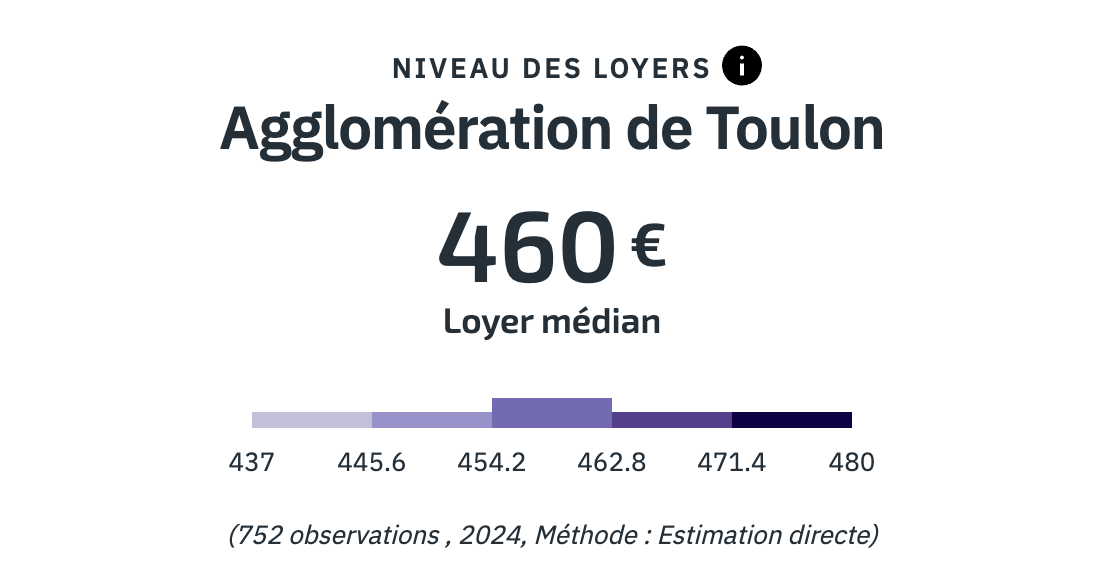 NIVEAU DES LOYERS i
Agglomération de Toulon
460 €
Loyer médian
437 445.6 454.2 462.8 471.4 480
(752 observations , 2024, Méthode : Estimation directe)